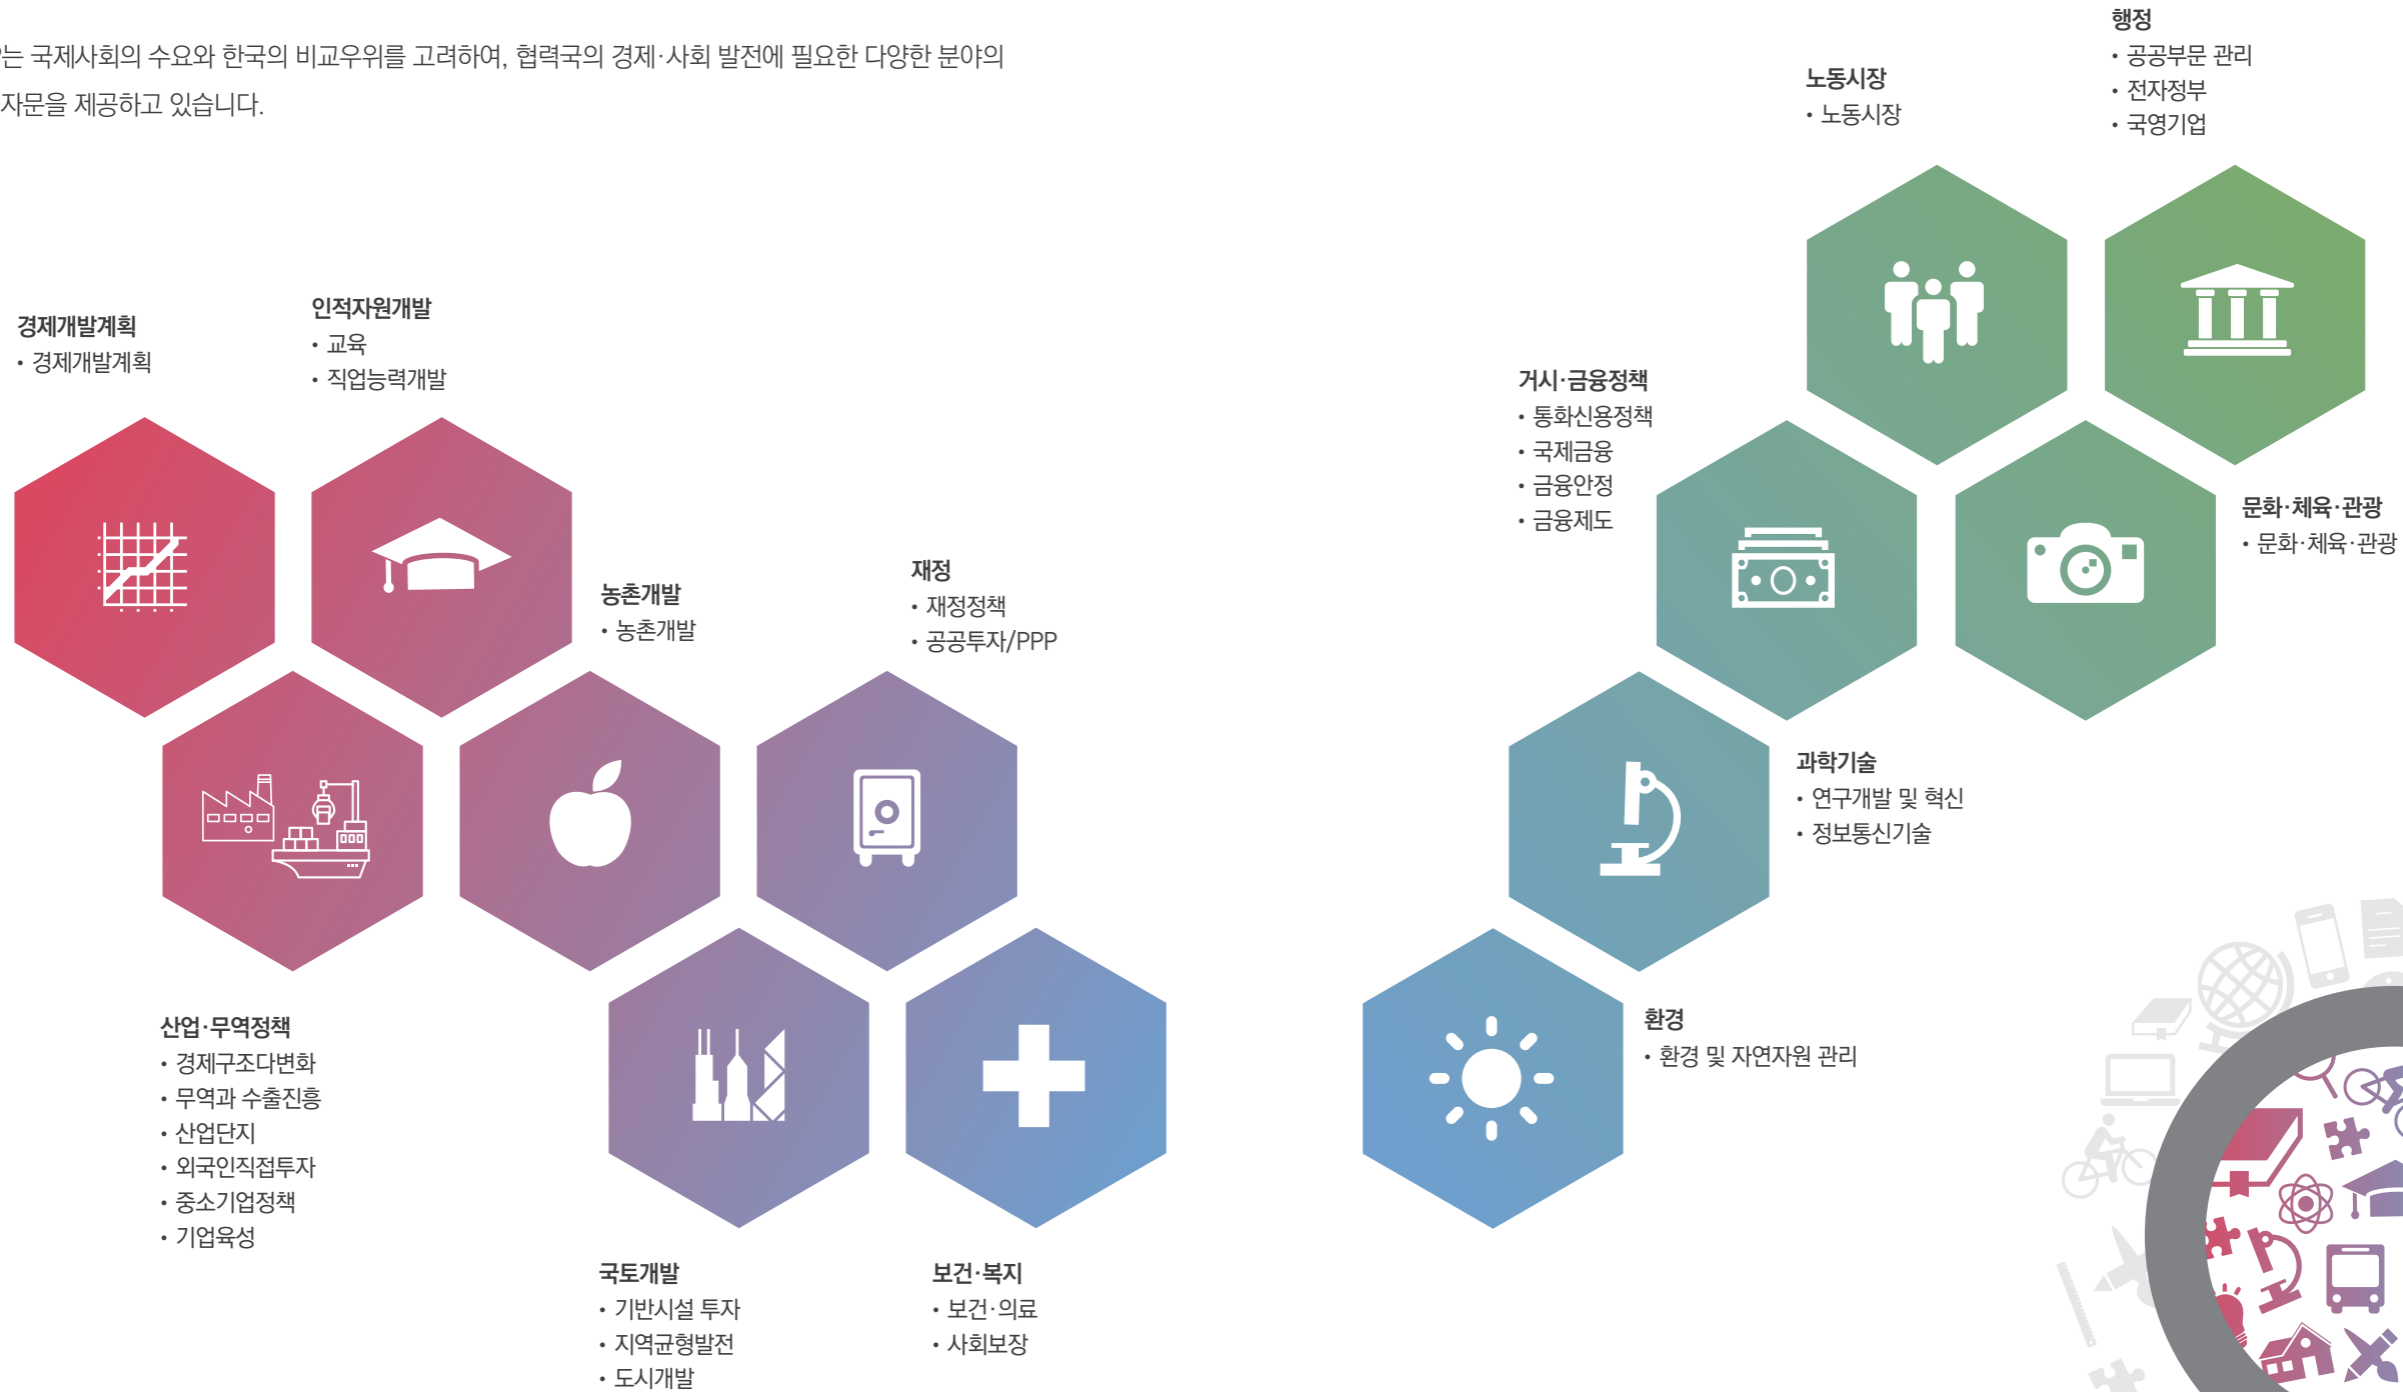 는 국제사회의 수요와 한국의 비교우위를 고려하여, 협력국의 경제·사회 발전에 필요한 다양한 분야의
자문을 제공하고 있습니다.
경제개발계획
• 경제개발계획
인적자원개발
• 교육
• 직업능력개발
농촌개발
• 농촌개발
재정
• 재정정책
• 공공투자/PPP
산업·무역정책
• 경제구조다변화
• 무역과 수출진흥
• 산업단지
• 외국인직접투자
• 중소기업정책
• 기업육성
국토개발
• 기반시설 투자
• 지역균형발전
• 도시개발
보건·복지
• 보건·의료
• 사회보장
행정
• 공공부문 관리
• 전자정부
• 국영기업
노동시장
• 노동시장
거시·금융정책
• 통화신용정책
• 국제금융
• 금융안정
• 금융제도
문화·체육·관광
• 문화·체육·관광
과학기술
• 연구개발 및 혁신
• 정보통신기술
환경
• 환경 및 자연자원 관리